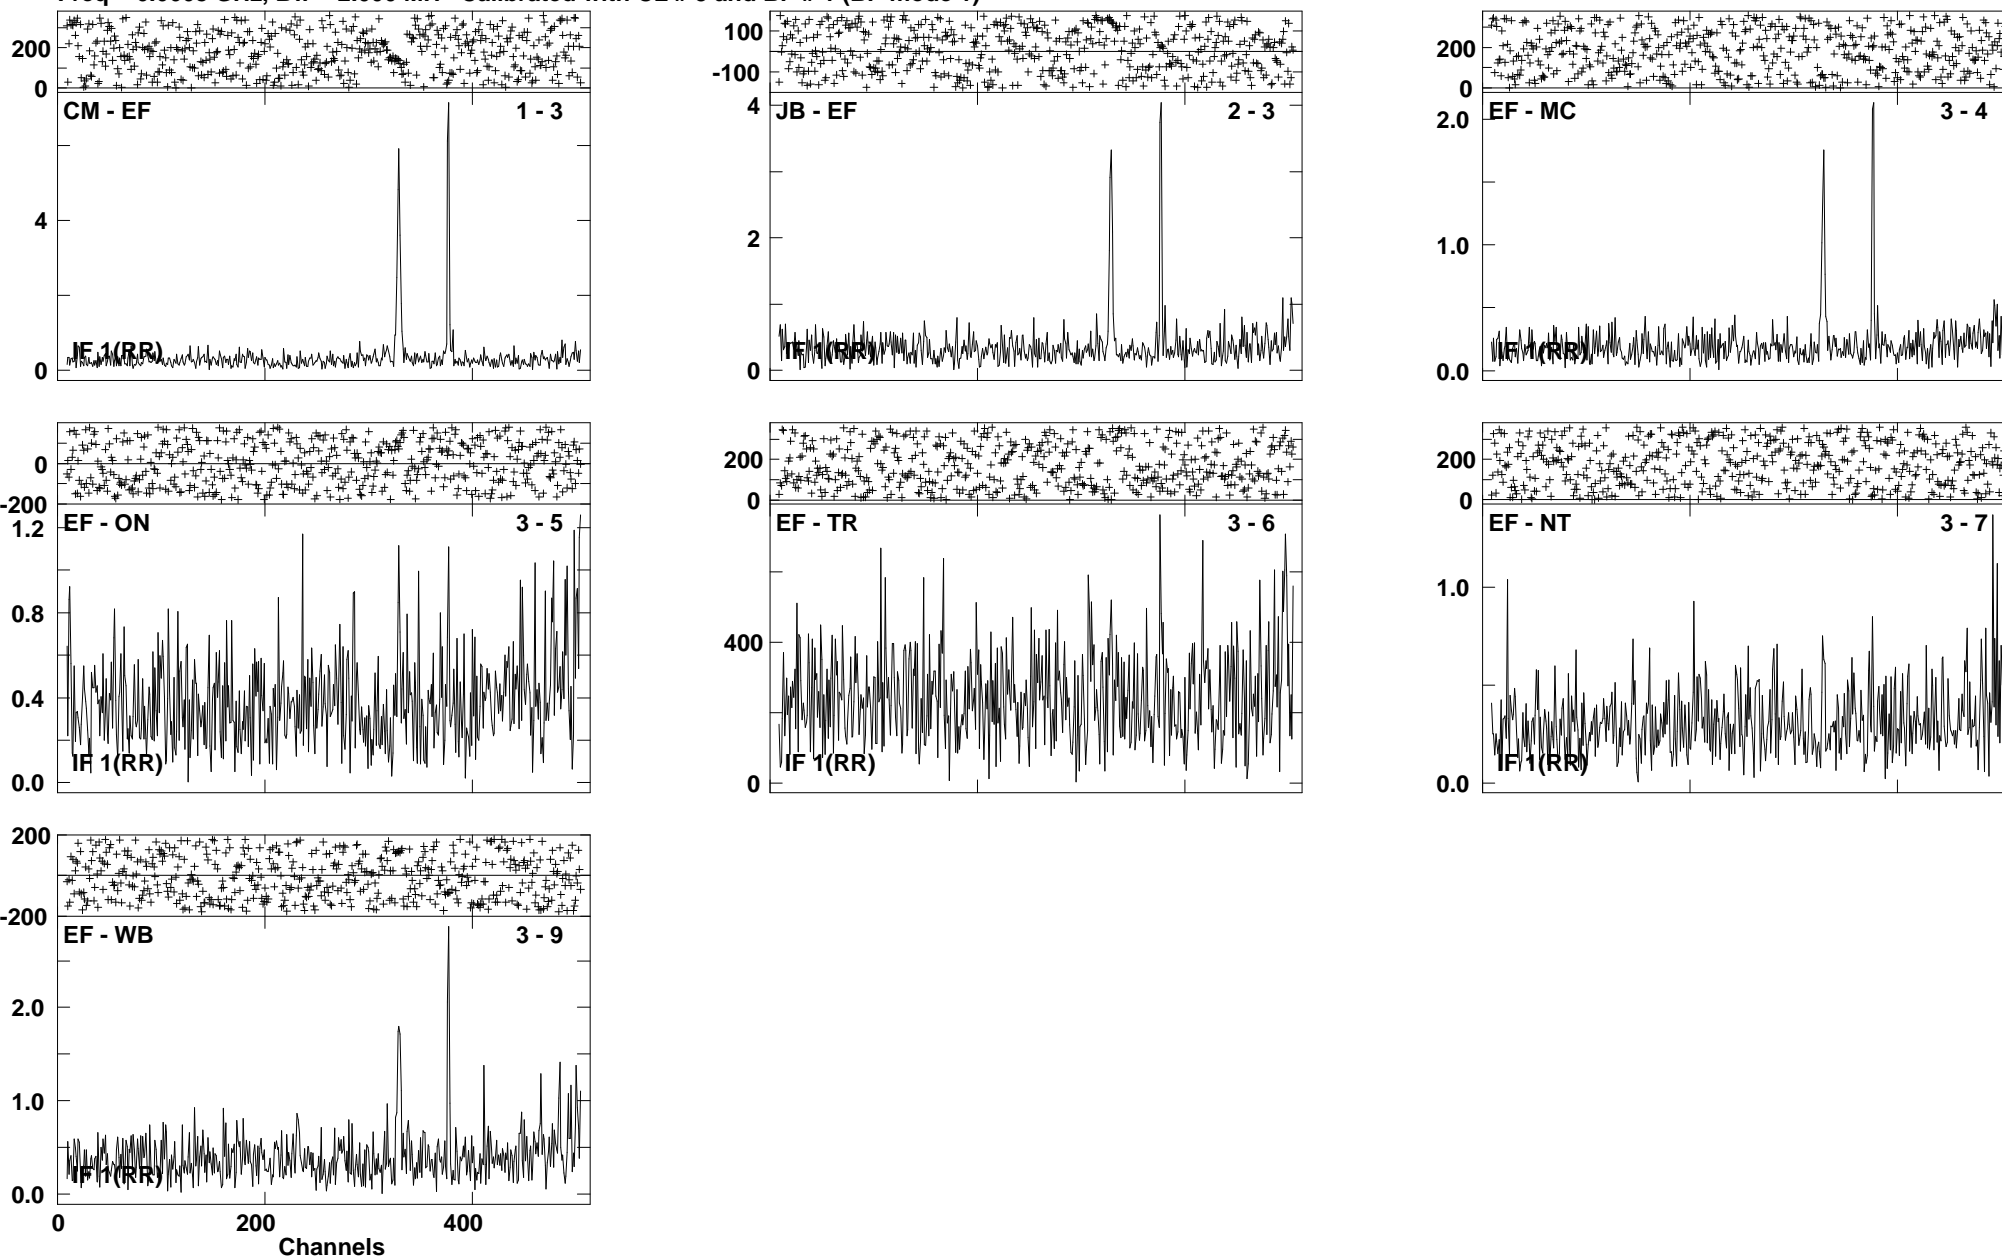 200
0
CM - EF 1 - 3
4
0
IF 1(RR)
100
-100
JB - EF 2 - 3
4
2
0
IF 1(RR)
200
0
EF - MC 3 - 4
2.0
1.0
0.0
IF 1(RR)
0
-200
EF - ON 3 - 5
1.2
0.8
0.4
0.0
IF 1(RR)
200
0
EF - TR 3 - 6
400
0
IF 1(RR)
200
0
EF - NT 3 - 7
1.0
0.0
IF 1(RR)
200
-200
EF - WB 3 - 9
2.0
1.0
0.0
IF 1(RR)
0 200 400
Channels